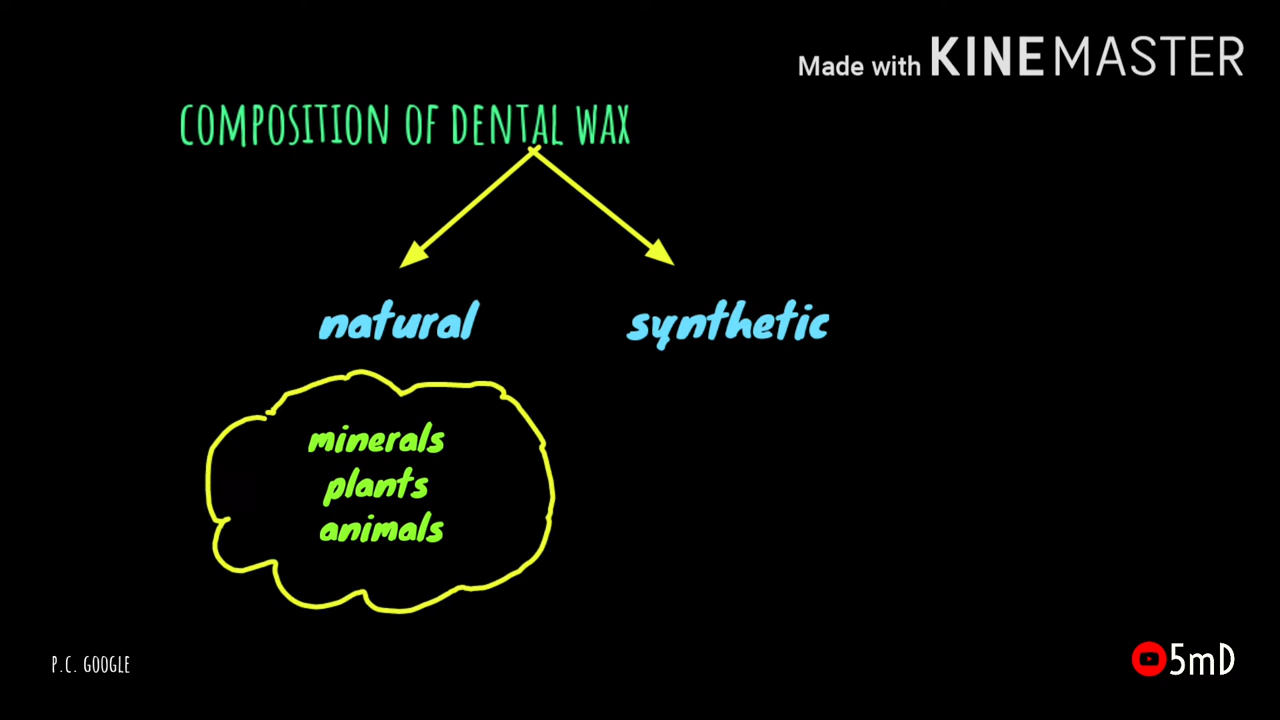 Made with KINEMASTER
COMPOSITION OF DENTAL WAX
natural synthetic
minerals
plants
animals
P.C. GOOGLE
5mD